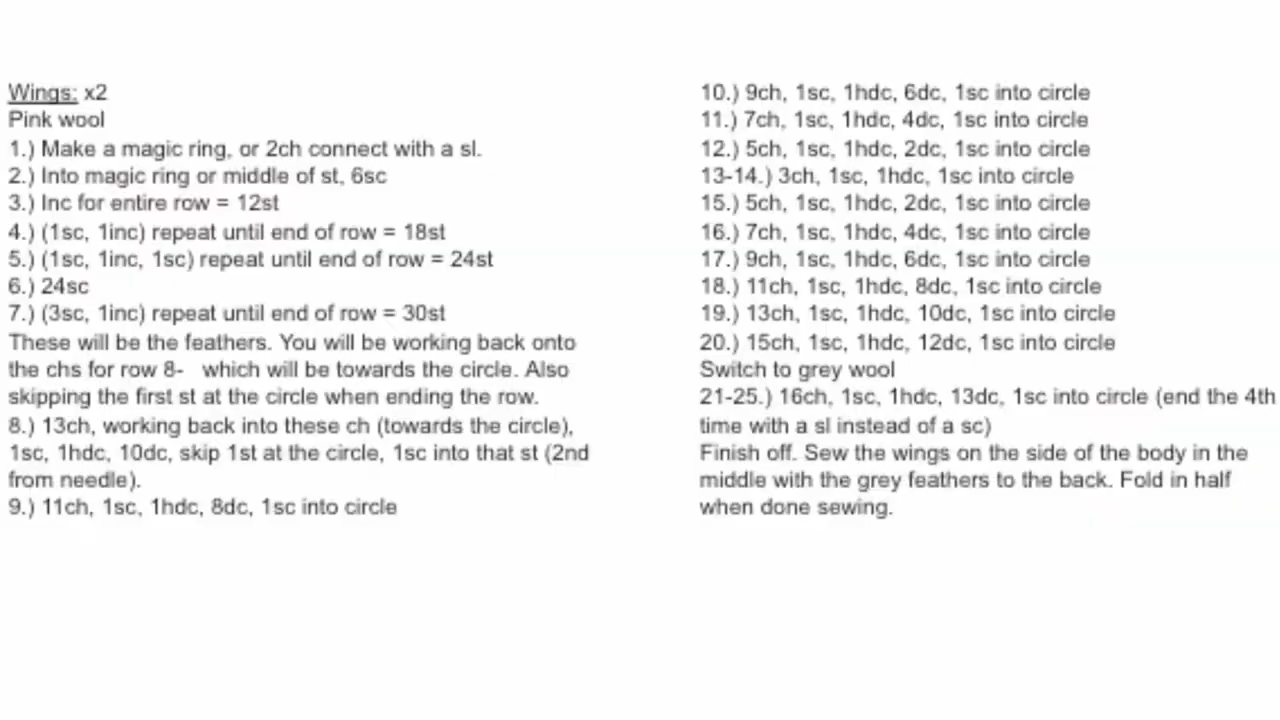 Wings: x2
Pink wool
1.) Make a magic ring, or 2ch connect with a sl.
2.) Into magic ring or middle of st, 6sc
3.) Inc for entire row = 12st
4.) (1sc, 1inc) repeat until end of row = 18st
5.) (1sc, 1inc, 1sc) repeat until end of row = 24st
6.) 24sc
7.) (3sc, 1inc) repeat until end of row = 30st
These will be the feathers. You will be working back onto
the chs for row 8- which will be towards the circle. Also
skipping the first st at the circle when ending the row.
8.) 13ch, working back into these ch (towards the circle),
1sc, 1hdc, 10dc, skip 1st at the circle, 1sc into that st (2nd
from needle).
9.) 11ch, 1sc, 1hdc, 8dc, 1sc into circle
10.) 9ch, 1sc, 1hdc, 6dc, 1sc into circle
11.) 7ch, 1sc, 1hdc, 4dc, 1sc into circle
12.) 5ch, 1sc, 1hdc, 2dc, 1sc into circle
13-14.) 3ch, 1sc, 1hdc, 1sc into circle
15.) 5ch, 1sc, 1hdc, 2dc, 1sc into circle
16.) 7ch, 1sc, 1hdc, 4dc, 1sc into circle
17.) 9ch, 1sc, 1hdc, 6dc, 1sc into circle
18.) 11ch, 1sc, 1hdc, 8dc, 1sc into circle
19.) 13ch, 1sc, 1hdc, 10dc, 1sc into circle
20.) 15ch, 1sc, 1hdc, 12dc, 1sc into circle
Switch to grey wool
21-25.) 16ch, 1sc, 1hdc, 13dc, 1sc into circle (end the 4th
time with a sl instead of a sc)
Finish off. Sew the wings on the side of the body in the
middle with the grey feathers to the back. Fold in half
when done sewing.